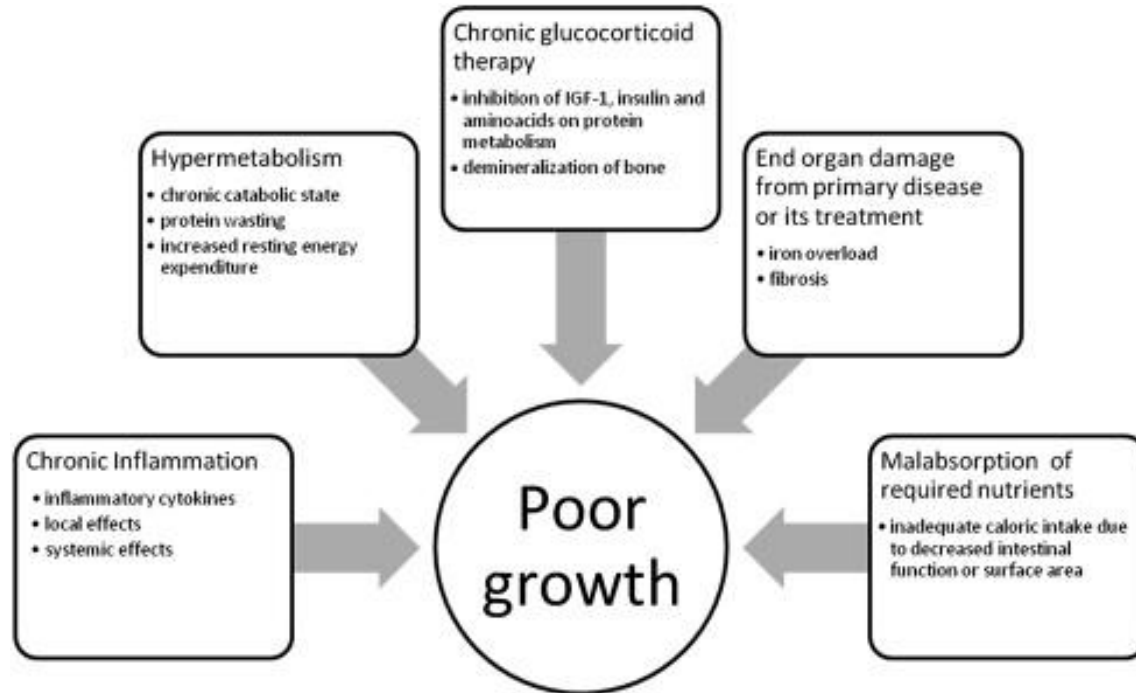 Chronic glucocorticoid
therapy
• inhibition of IGF-1, insulin and
aminoacids on protein
metabolism
• demineralization of bone
Hypermetabolism
• chronic catabolic state
• protein wasting
• increased resting energy
expenditure
End organ damage
from primary disease
or its treatment
• iron overload
• fibrosis
Chronic Inflammation
• inflammatory cytokines
• local effects
• systemic effects
Poor
growth
Malabsorption of
required nutrients
• inadequate caloric intake due
to decreased intestinal
function or surface area